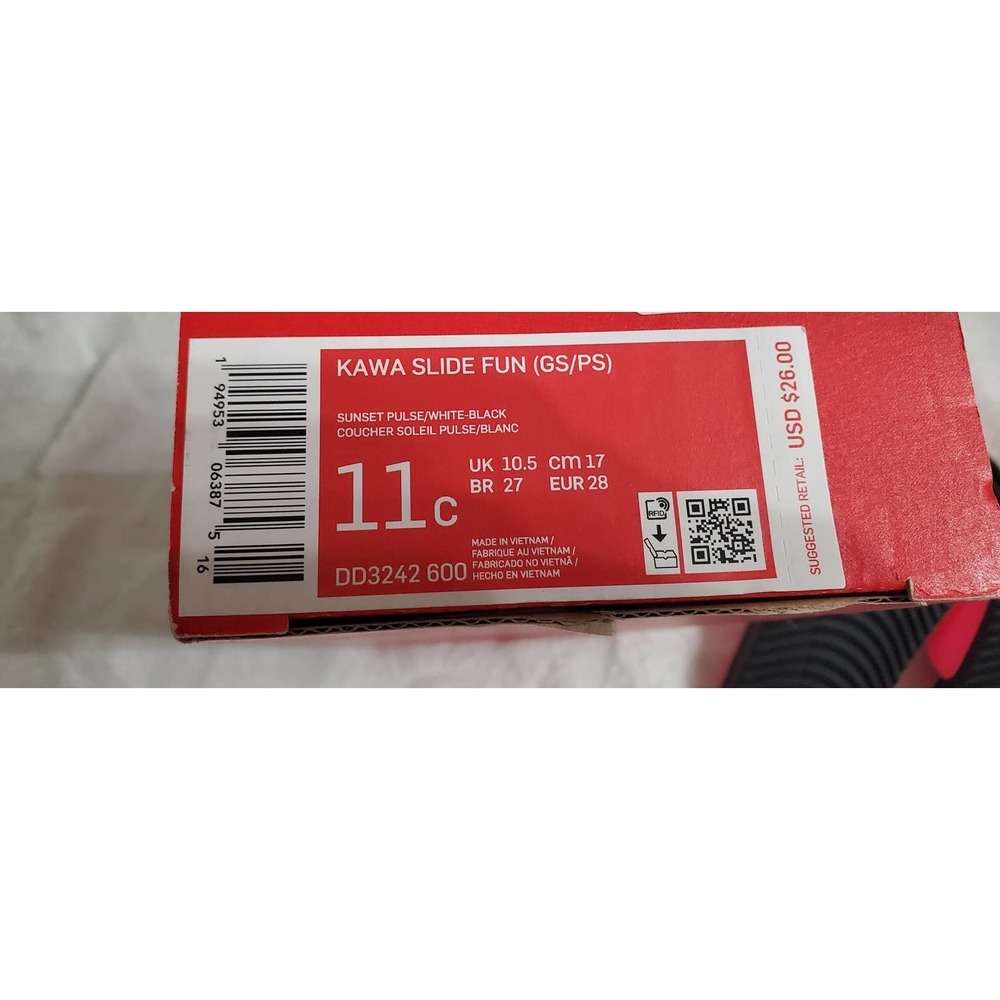 KAWA SLIDE FUN (GS/PS)
SUNSET PULSE/WHITE-BLACK
COUCHER SOLEIL PULSE/BLANC
11C
UK 10.5 cm 17
BR 27 EUR 28
MADE IN VIETNAM /
FABRIQUE AU VIETNAM /
FABRICADO NO VIETNÃ /
HECHO EN VIETNAM
DD3242 600
RFID
SUGGESTED RETAIL: USD $26.00
1 94953 06387 5 16